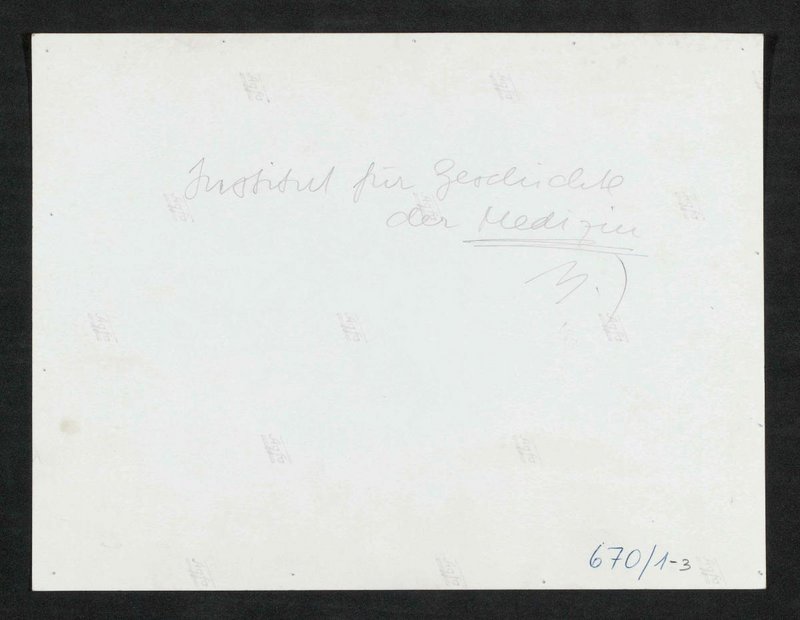 Institut für Geschichte
der Medizin
670/1-3